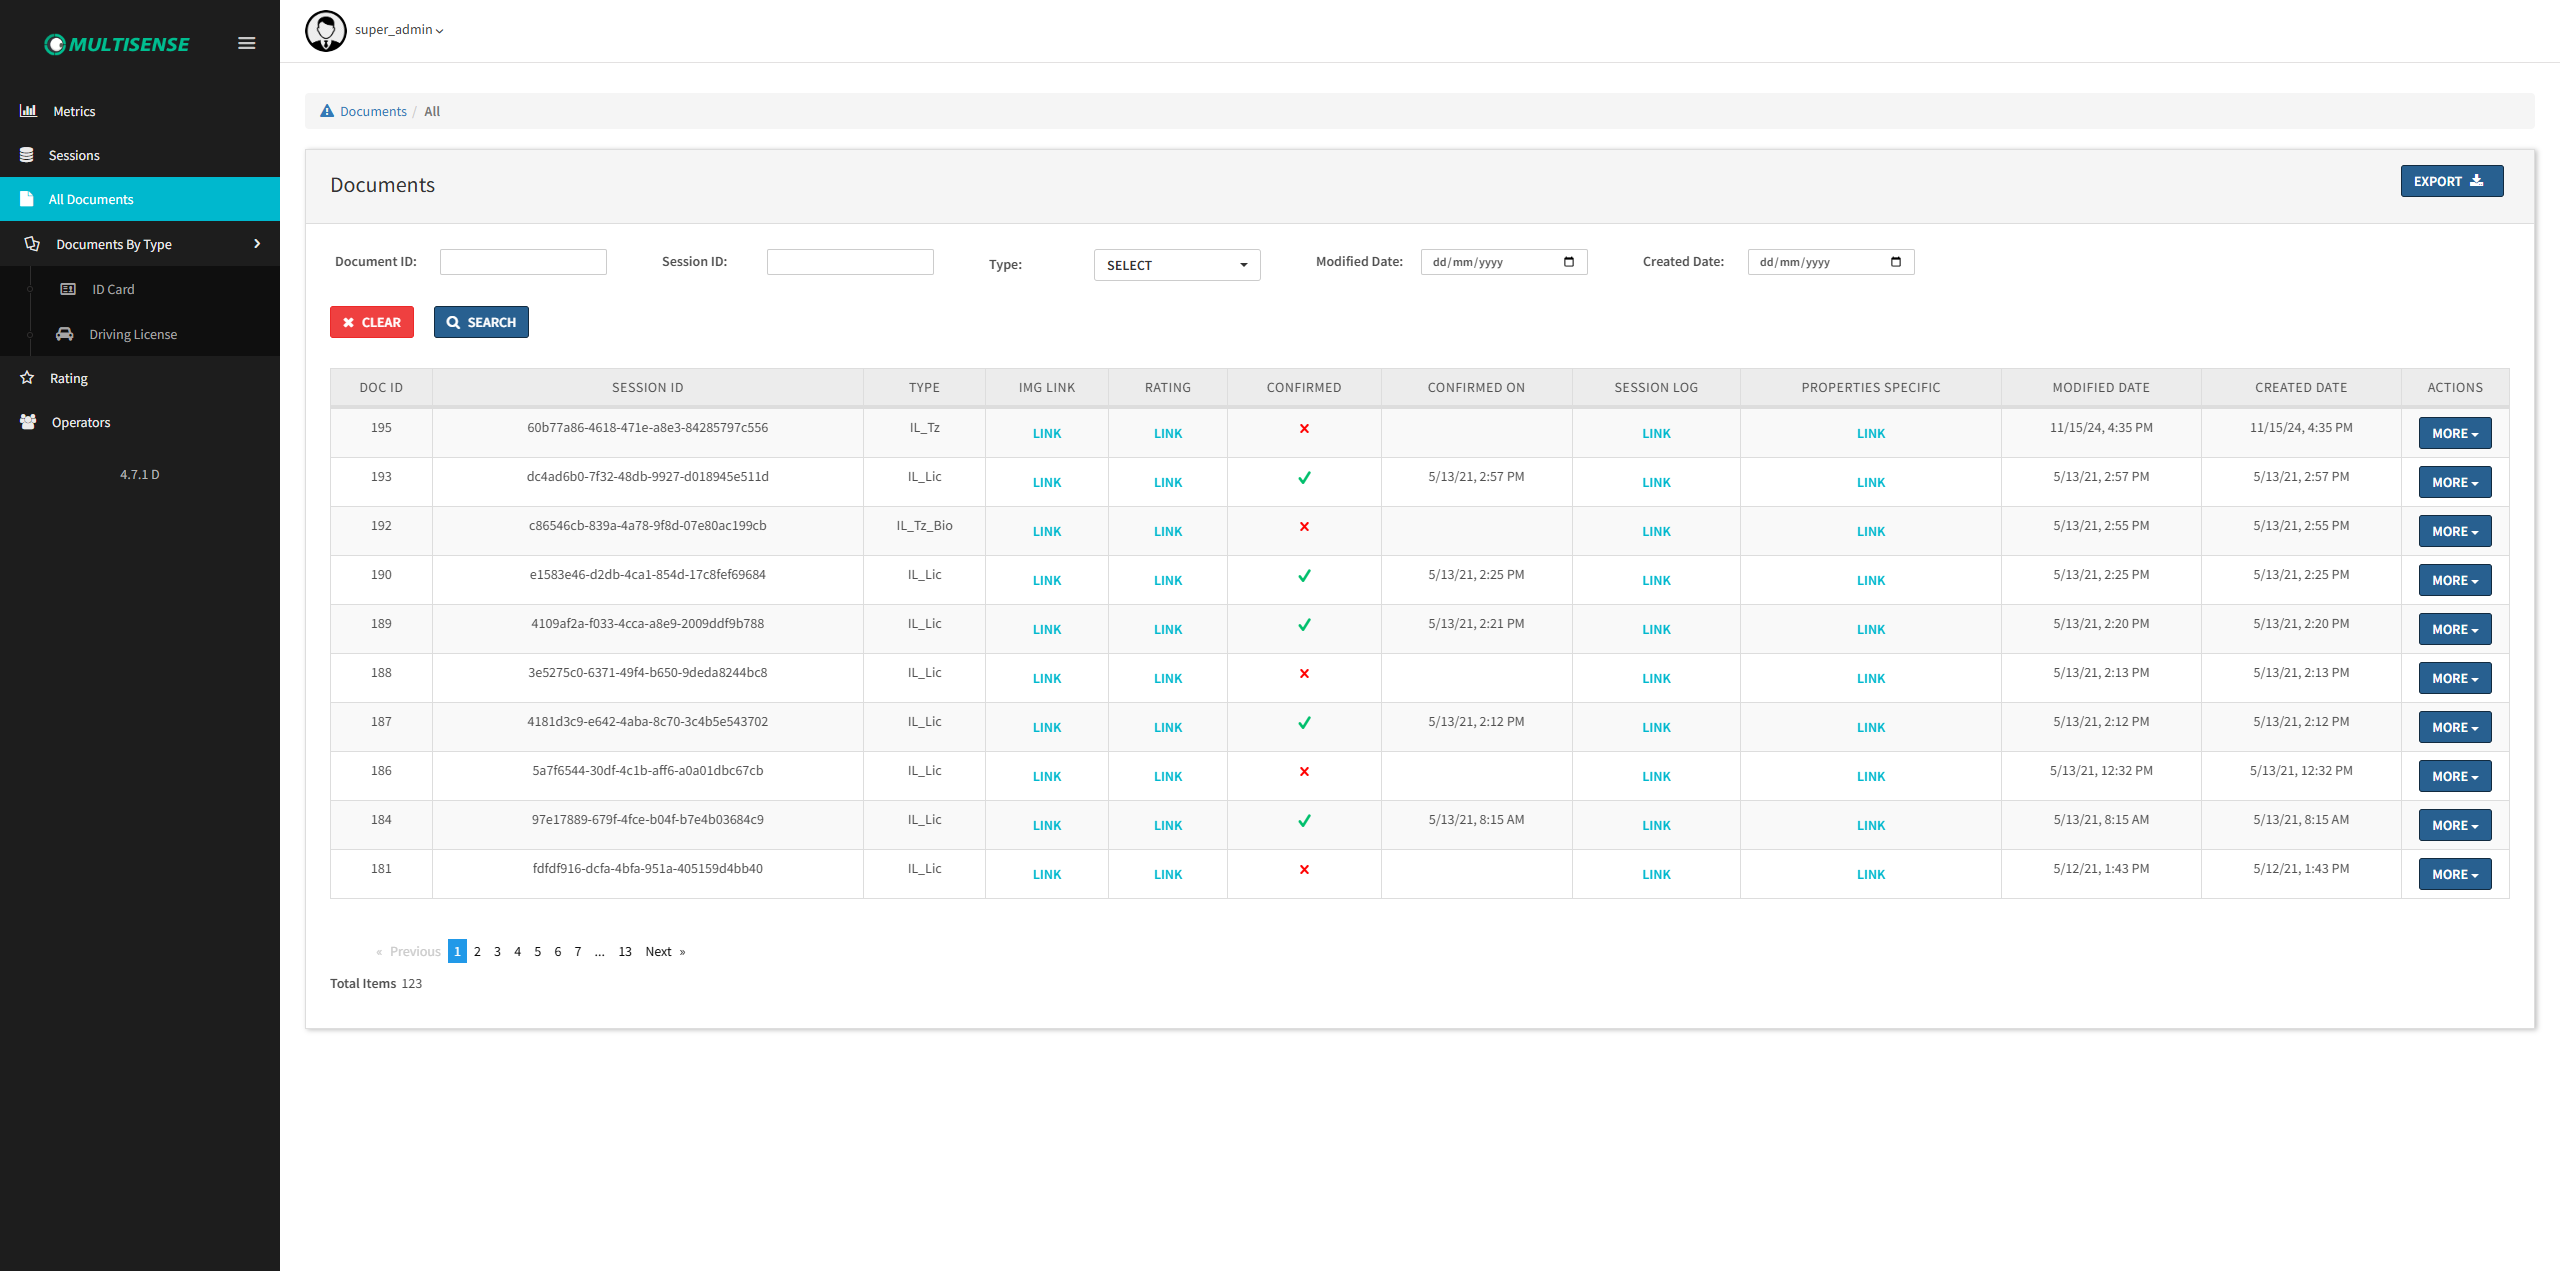 MULTISENSE
super_admin
Metrics
Sessions
All Documents
Documents By Type
ID Card
Driving License
Rating
Operators
4.7.1 D
Documents / All
Documents
EXPORT
Document ID:
Session ID:
Type: SELECT
Modified Date: dd/mm/yyyy
Created Date: dd/mm/yyyy
CLEAR
SEARCH
DOC ID SESSION ID TYPE IMG LINK RATING CONFIRMED CONFIRMED ON SESSION LOG PROPERTIES SPECIFIC MODIFIED DATE CREATED DATE ACTIONS
195 60b77a86-4618-471e-a8e3-84285797c556 IL_Tz LINK LINK LINK LINK 11/15/24, 4:35 PM 11/15/24, 4:35 PM MORE
193 dc4ad6b0-7f32-48db-9927-d018945e511d IL_Lic LINK LINK 5/13/21, 2:57 PM LINK LINK 5/13/21, 2:57 PM 5/13/21, 2:57 PM MORE
192 c86546cb-839a-4a78-9f8d-07e80ac199cb IL_Tz_Bio LINK LINK LINK LINK 5/13/21, 2:55 PM 5/13/21, 2:55 PM MORE
190 e1583e46-d2db-4ca1-854d-17c8fef69684 IL_Lic LINK LINK 5/13/21, 2:25 PM LINK LINK 5/13/21, 2:25 PM 5/13/21, 2:25 PM MORE
189 4109af2a-f033-4cca-a8e9-2009ddf9b788 IL_Lic LINK LINK 5/13/21, 2:21 PM LINK LINK 5/13/21, 2:20 PM 5/13/21, 2:20 PM MORE
188 3e5275c0-6371-49f4-b650-9deda8244bc8 IL_Lic LINK LINK LINK LINK 5/13/21, 2:13 PM 5/13/21, 2:13 PM MORE
187 4181d3c9-e642-4aba-8c70-3c4b5e543702 IL_Lic LINK LINK 5/13/21, 2:12 PM LINK LINK 5/13/21, 2:12 PM 5/13/21, 2:12 PM MORE
186 5a7f6544-30df-4c1b-aff6-a0a01dbc67cb IL_Lic LINK LINK LINK LINK 5/13/21, 12:32 PM 5/13/21, 12:32 PM MORE
184 97e17889-679f-4fce-b04f-b7e4b03684c9 IL_Lic LINK LINK 5/13/21, 8:15 AM LINK LINK 5/13/21, 8:15 AM 5/13/21, 8:15 AM MORE
181 fdfdf916-dcfa-4bfa-951a-405159d4bb40 IL_Lic LINK LINK LINK LINK 5/12/21, 1:43 PM 5/12/21, 1:43 PM MORE
« Previous 1 2 3 4 5 6 7 ... 13 Next »
Total Items 123